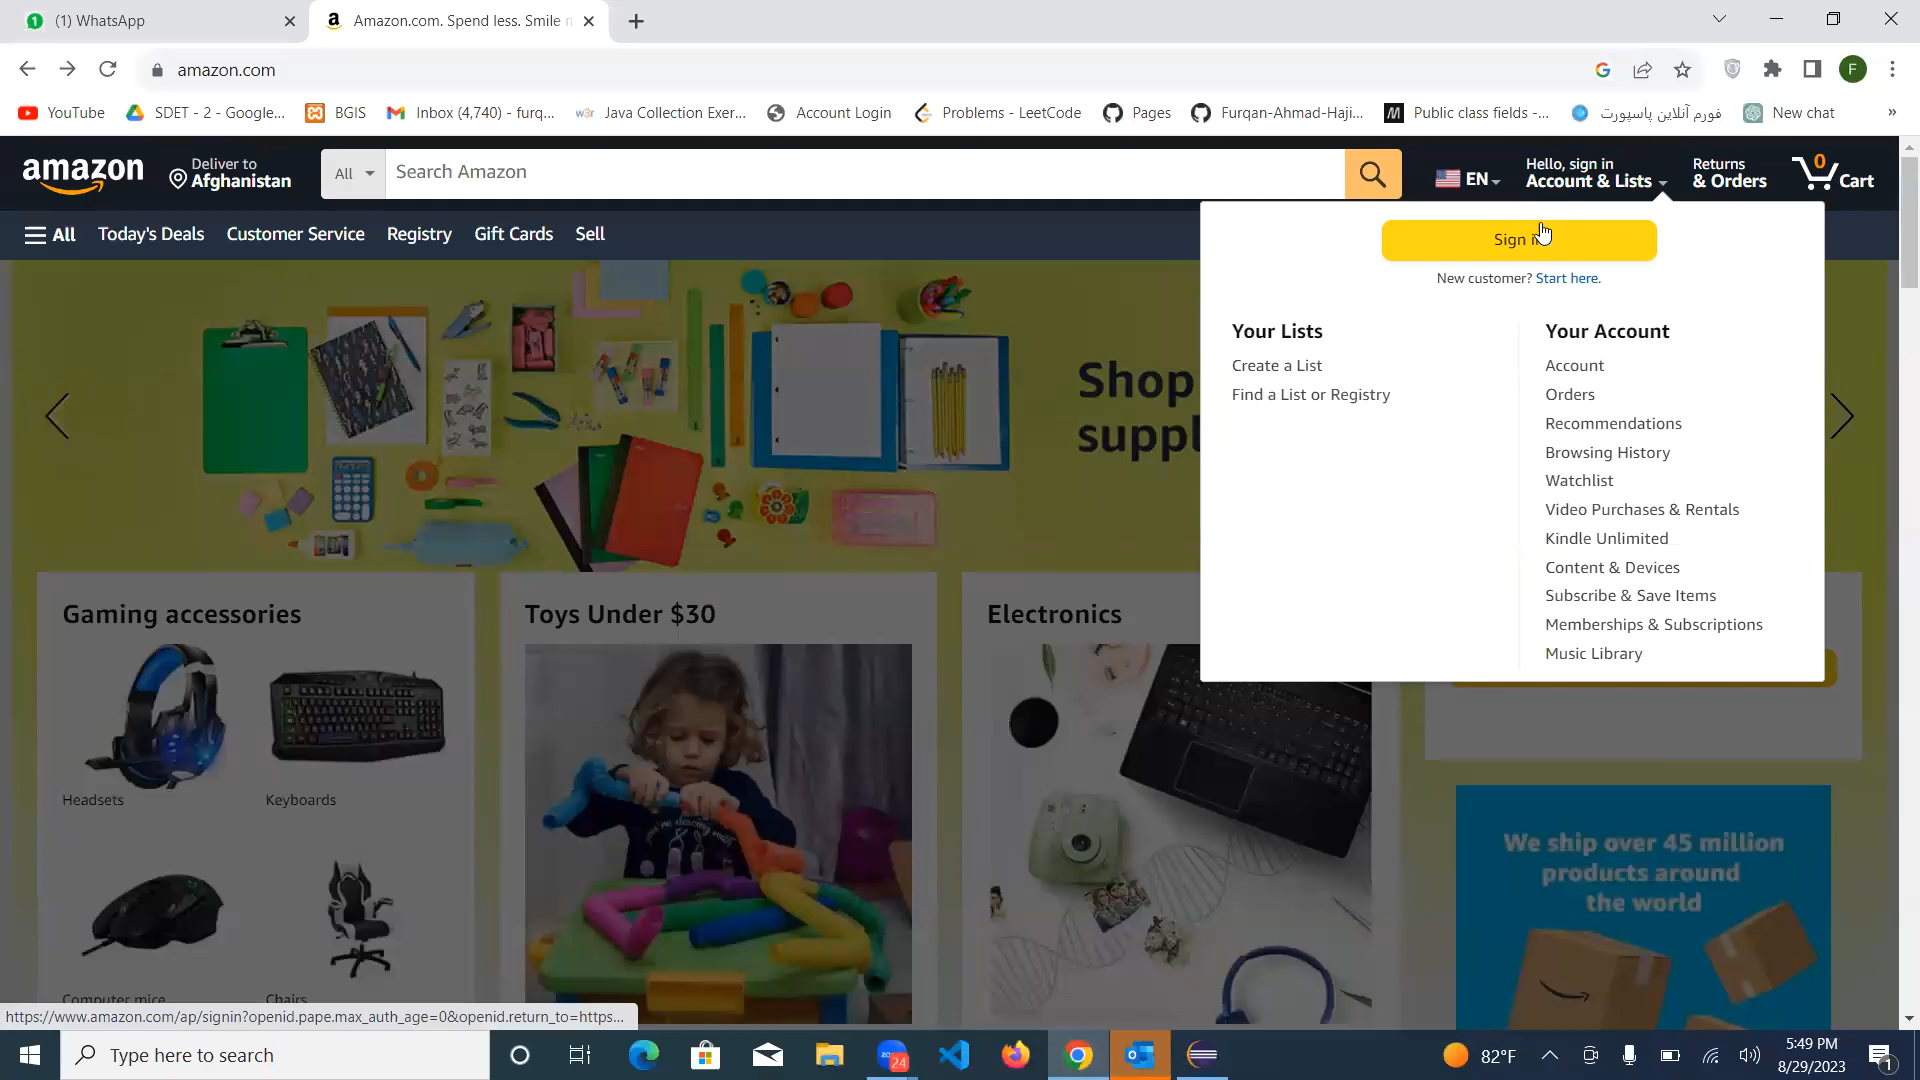 (1) WhatsApp
Amazon.com. Spend less. Smile
amazon.com
YouTube
SDET - 2 - Google...
BGIS
Inbox (4,740) - furq...
Java Collection Exer...
Account Login
Problems - LeetCode
Pages
Furqan-Ahmad-Haji...
Public class fields -...
فورم آنلاین پاسپورت
New chat
amazon
Deliver to
Afghanistan
All
Search Amazon
EN
Hello, sign in
Account & Lists
Returns
& Orders
0
Cart
All
Today's Deals
Customer Service
Registry
Gift Cards
Sell
Sign
New customer? Start here.
Your Lists
Create a List
Find a List or Registry
Your Account
Account
Orders
Recommendations
Browsing History
Watchlist
Video Purchases & Rentals
Kindle Unlimited
Content & Devices
Subscribe & Save Items
Memberships & Subscriptions
Music Library
Shop
Gaming accessories
Headsets
Keyboards
Computer mice
Chairs
Toys Under $30
Electronics
We ship over 45 million
products around
the world
https://www.amazon.com/ap/signin?openid.pape.max_auth_age=0&openid.return_to=https...
Type here to search
24
82°F
5:49 PM
8/29/2023
1